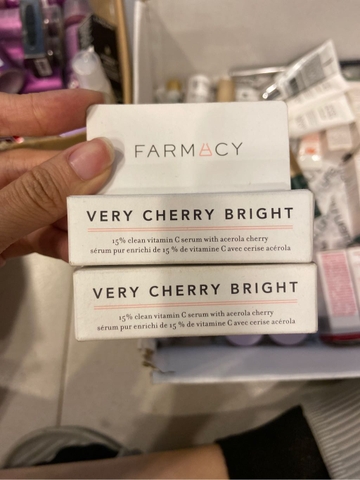 FARMACY
VERY CHERRY BRIGHT
15% clean vitamin C serum with acerola cherry
sérum pur enrichi de 15 % de vitamine C avec cerise acérola
VERY CHERRY BRIGHT
15% clean vitamin C serum with acerola cherry
sérum pur enrichi de 15 % de vitamine C avec cerise acérola